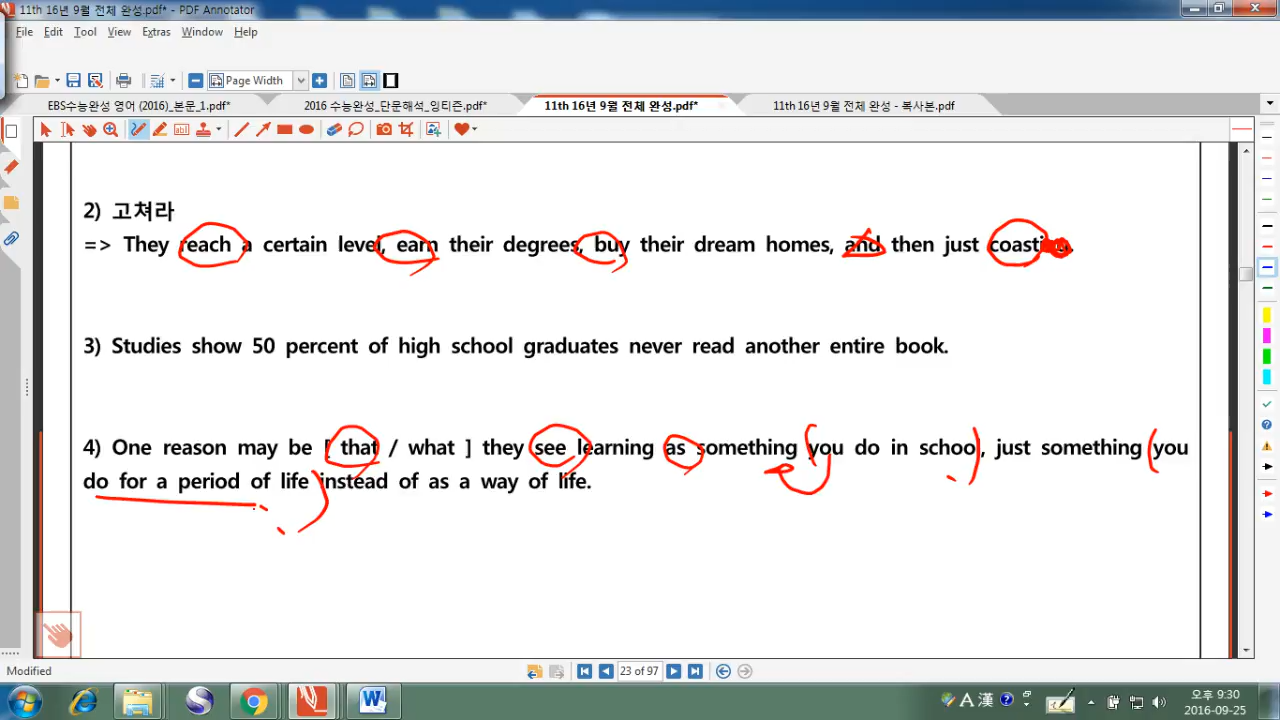 11th 16년 9월 전체 완성.pdf* - PDF Annotator
File Edit Tool View Extras Window Help
Page Width
EBS수능완성 영어 (2016)_본문_1.pdf* 2016 수능완성_단문해석_잉티즌.pdf* 11th 16년 9월 전체 완성.pdf* 11th 16년 9월 전체 완성 - 복사본.pdf
2) 고쳐라
=> They reach a certain level, earn their degrees, buy their dream homes, and then just coasti
3) Studies show 50 percent of high school graduates never read another entire book.
4) One reason may be [ that / what ] they see learning as something you do in school, just something you
do for a period of life instead of as a way of life.
Modified
23 of 97
A 漢
오후 9:30
2016-09-25